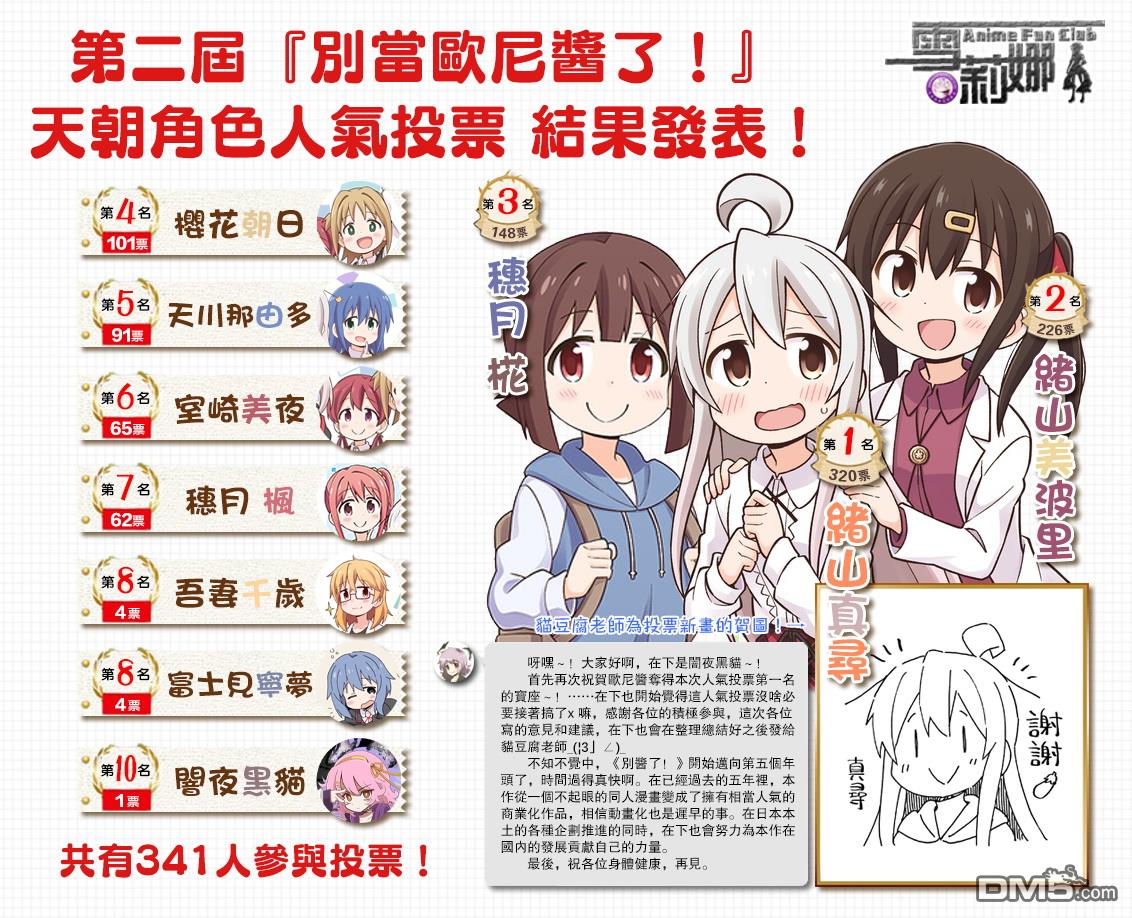 第二屆『別當歐尼醬了！』
天朝角色人氣投票 結果發表！
Anime Fan Club
雪莉娜
第1名
320票
緒山真尋
第2名
226票
緒山美波里
第3名
148票
穗月 椛
第4名
101票
櫻花朝日
第5名
91票
天川那由多
第6名
65票
室崎美夜
第7名
62票
穗月 楓
第8名
4票
吾妻千歲
第8名
4票
富士見寧夢
第10名
1票
闇夜黑貓
共有341人參與投票！
貓豆腐老師為投票新畫的賀圖！→
呀嘿～！大家好啊，在下是闇夜黑貓～！
首先再次祝賀歐尼醬奪得本次人氣投票第一名
的寶座～！……在下也開始覺得這人氣投票沒啥必
要接著搞了x 嘛，感謝各位的積極參與，這次各位
寫的意見和建議，在下也會在整理總結好之後發給
貓豆腐老師_(:3」∠)_
不知不覺中，《別醬了！》開始邁向第五個年
頭了，時間過得真快啊。在已經過去的五年裡，本
作從一個不起眼的同人漫畫變成了擁有相當人氣的
商業化作品，相信動畫化也是遲早的事。在日本本
土的各種企劃推進的同時，在下也會努力為本作在
國內的發展貢獻自己的力量。
最後，祝各位身體健康，再見。
謝謝
真尋
DM5.com